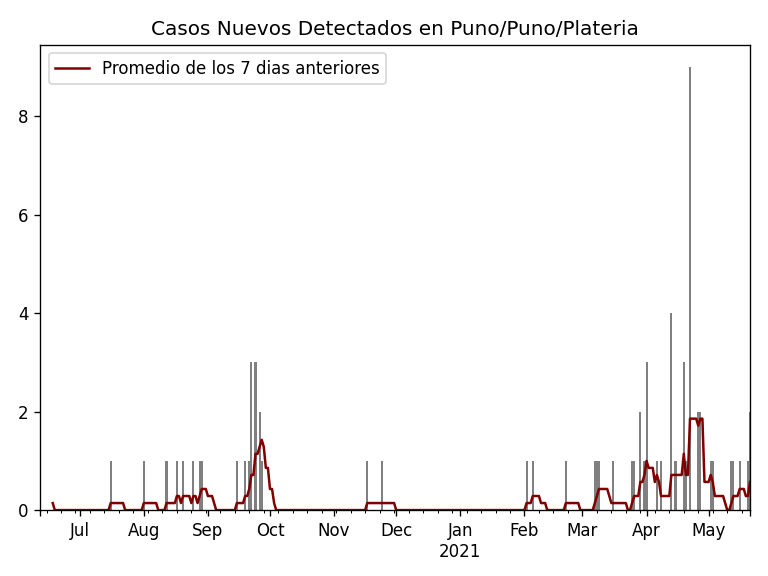 Casos Nuevos Detectados en Puno/Puno/Plateria
Promedio de los 7 dias anteriores
8
6
4
2
0
Jul Aug Sep Oct Nov Dec Jan Feb Mar Apr May
2021